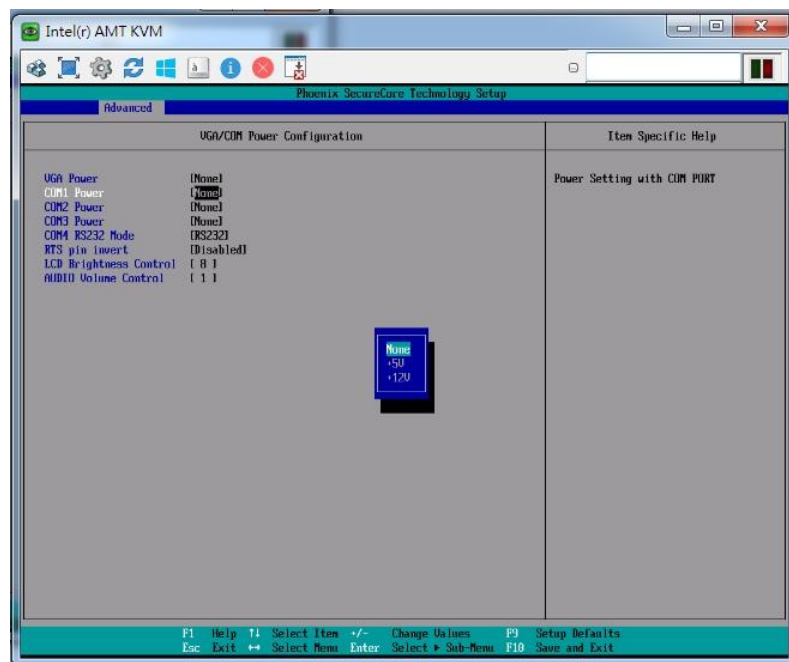 Intel(r) AMT KVM
Phoenix SecureCore Technology Setup
Advanced
VGA/COM Power Configuration
Item Specific Help
VGA Power [None]
COM1 Power [None]
COM2 Power [None]
COM3 Power [None]
COM4 RS232 Mode [RS232]
RTS pin invert [Disabled]
LCD Brightness Control [ 8 ]
AUDIO Volume Control [ 1 ]
Power Setting with COM PORT
None
+5V
+12V
F1 Help ↑↓ Select Item +/- Change Values F9 Setup Defaults
Esc Exit ↔ Select Menu Enter Select ▶ Sub-Menu F10 Save and Exit